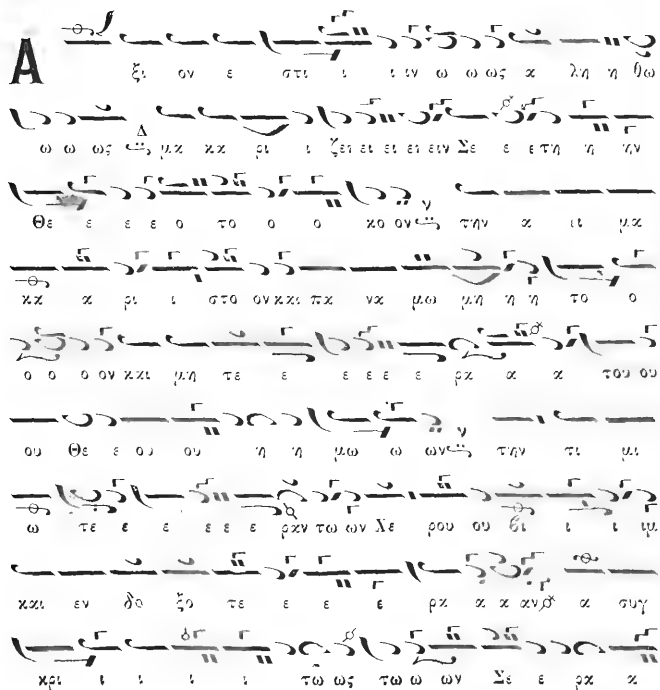 Α ξι ον ε στι ι ι ιν ω ω ως α λη η θω
ω ω ως Δ μα κα ρι ι ζει ει ει ει ειν Σε ε ε τη η ην
Θε ε ε ε ο το ο ο κο ον ν την α ει μα
κα α ρι ι στο ον και πα να μω μη η η το ο
ο ο ο ον και μη τε ε ε ε ε ε ρα α α του ου
ου Θε ε ου ου η η μω ω ων ν την τι μι
ω τε ε ε ε ε ε ραν τω ων Χε ρου ου βι ι ι ιμ
και εν δο ξο τε ε ε ε ρα α α αν α συγ
κρι ι ι ι ι τω ως τω ω ων Σε ε ρα α